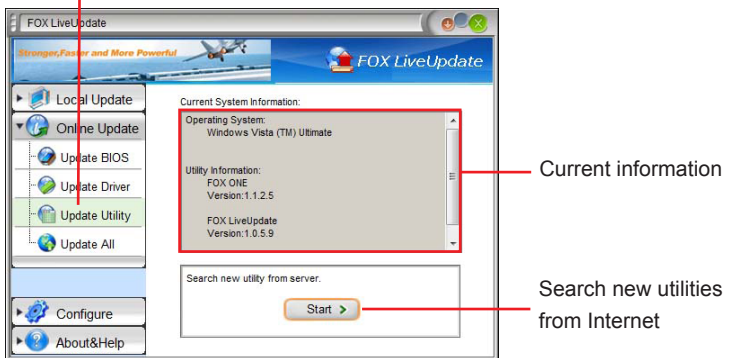 FOX LiveUpdate
Stronger,Faster and More Powerful
FOX LiveUpdate
Local Update
Online Update
Update BIOS
Update Driver
Update Utility
Update All
Configure
About&Help
Current System Information:
Operating System:
Windows Vista (TM) Ultimate
Utility Information:
FOX ONE
Version:1.1.2.5
FOX LiveUpdate
Version:1.0.5.9
Search new utility from server.
Start
Current information
Search new utilities
from Internet